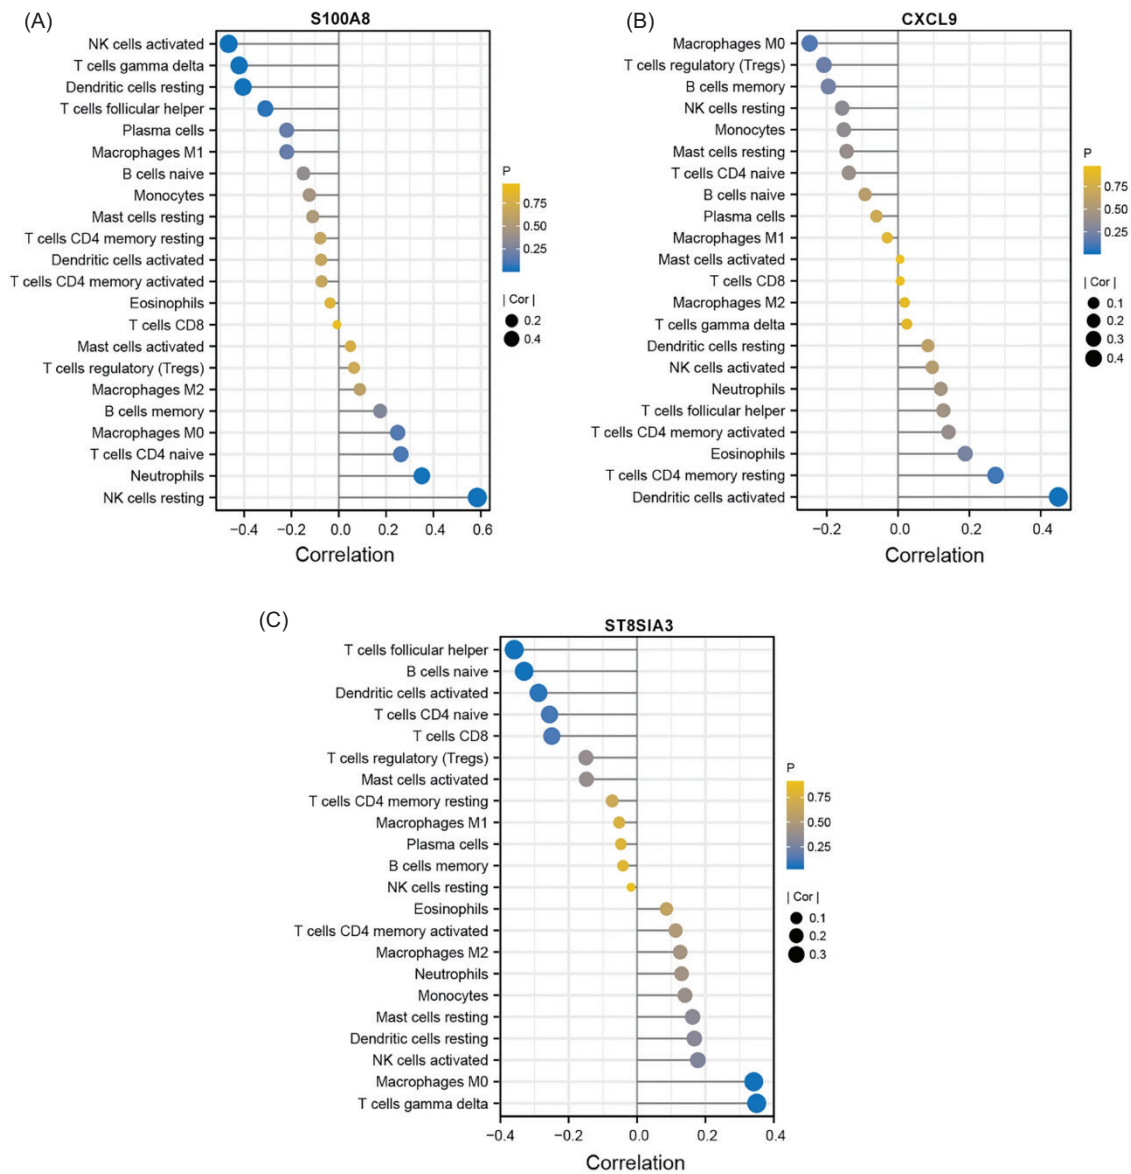 (A)
S100A8
NK cells activated
T cells gamma delta
Dendritic cells resting
T cells follicular helper
Plasma cells
Macrophages M1
B cells naive
Monocytes
Mast cells resting
T cells CD4 memory resting
Dendritic cells activated
T cells CD4 memory activated
Eosinophils
T cells CD8
Mast cells activated
T cells regulatory (Tregs)
Macrophages M2
B cells memory
Macrophages M0
T cells CD4 naive
Neutrophils
NK cells resting
−0.4 −0.2 0.0 0.2 0.4 0.6
Correlation
P
0.75
0.50
0.25
| Cor |
0.2
0.4
(B)
CXCL9
Macrophages M0
T cells regulatory (Tregs)
B cells memory
NK cells resting
Monocytes
Mast cells resting
T cells CD4 naive
B cells naive
Plasma cells
Macrophages M1
Mast cells activated
T cells CD8
Macrophages M2
T cells gamma delta
Dendritic cells resting
NK cells activated
Neutrophils
T cells follicular helper
T cells CD4 memory activated
Eosinophils
T cells CD4 memory resting
Dendritic cells activated
−0.2 0.0 0.2 0.4
Correlation
P
0.75
0.50
0.25
| Cor |
0.1
0.2
0.3
0.4
(C)
ST8SIA3
T cells follicular helper
B cells naive
Dendritic cells activated
T cells CD4 naive
T cells CD8
T cells regulatory (Tregs)
Mast cells activated
T cells CD4 memory resting
Macrophages M1
Plasma cells
B cells memory
NK cells resting
Eosinophils
T cells CD4 memory activated
Macrophages M2
Neutrophils
Monocytes
Mast cells resting
Dendritic cells resting
NK cells activated
Macrophages M0
T cells gamma delta
−0.4 −0.2 0.0 0.2 0.4
Correlation
P
0.75
0.50
0.25
| Cor |
0.1
0.2
0.3